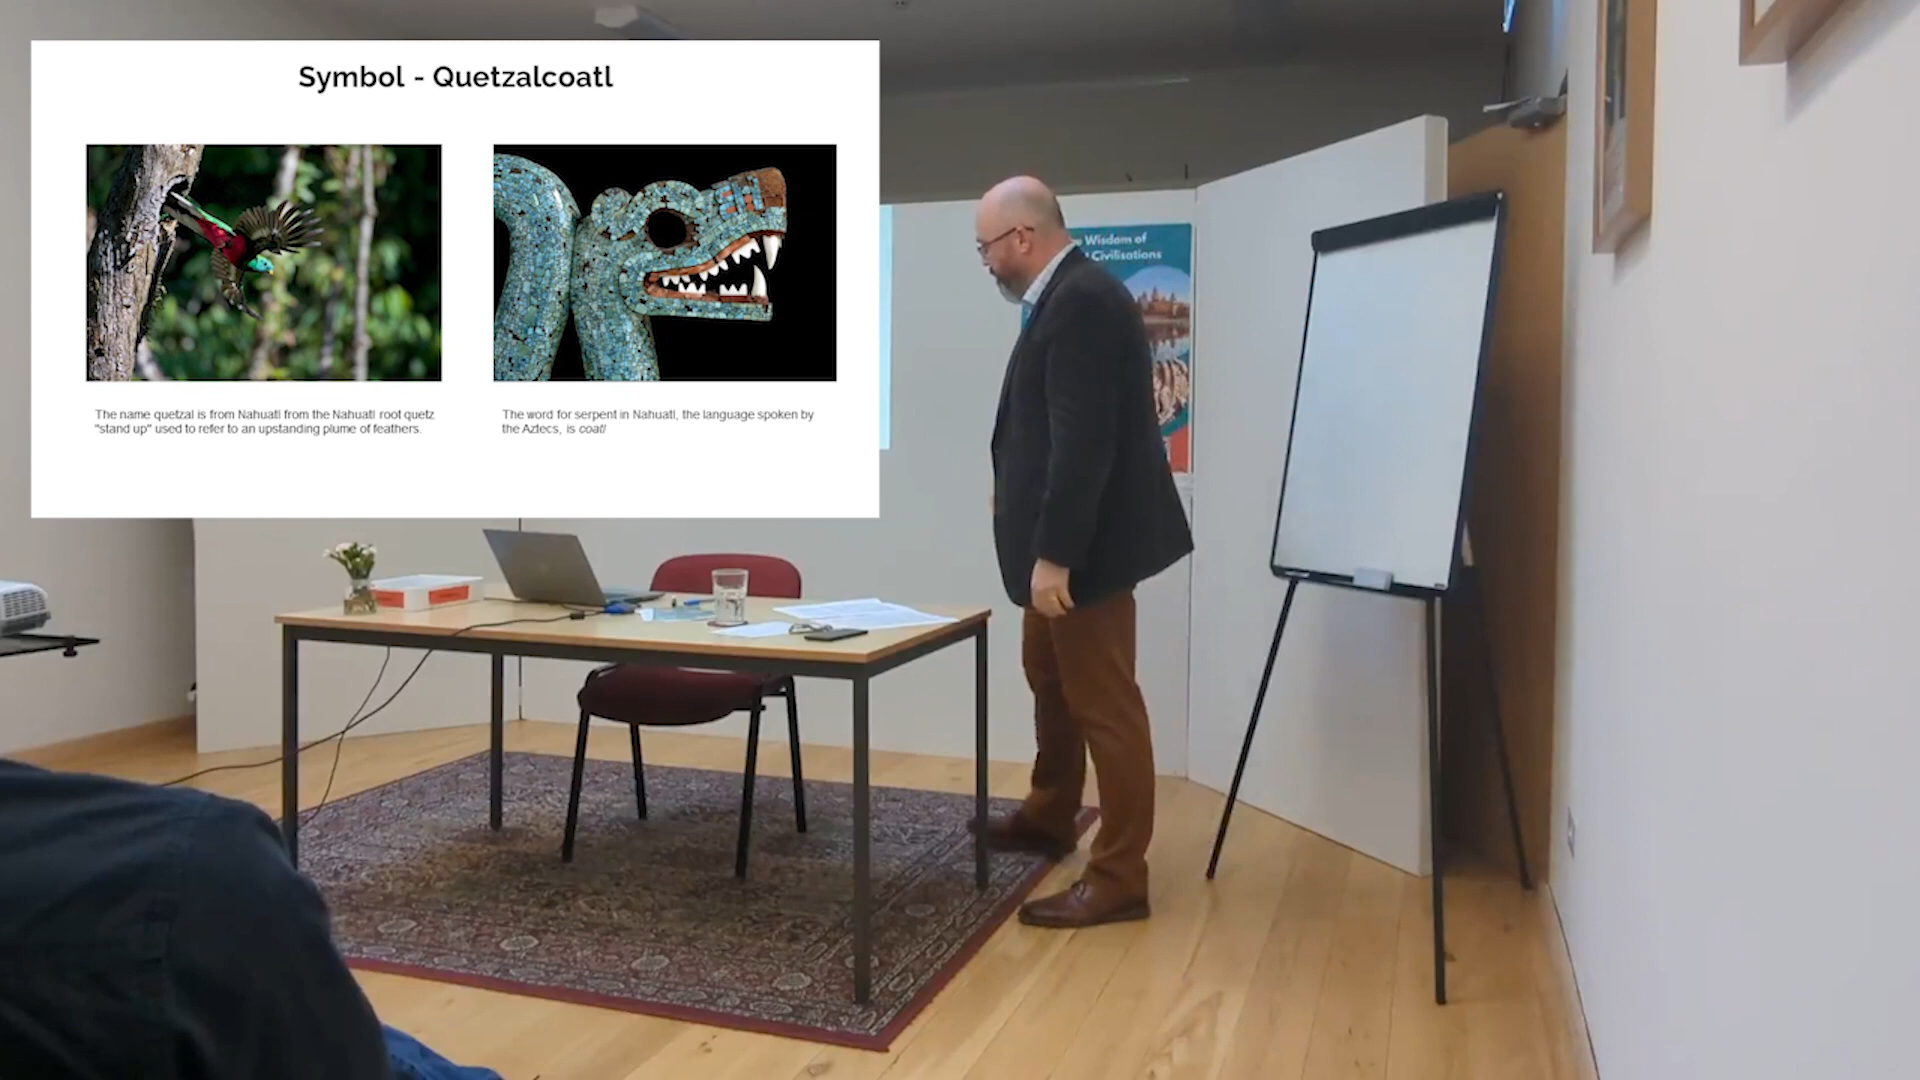 Symbol - Quetzalcoatl
The name quetzal is from Nahuatl from the Nahuatl root quetz
"stand up" used to refer to an upstanding plume of feathers.
The word for serpent in Nahuatl, the language spoken by
the Aztecs, is coatl
Wisdom of
Civilisations